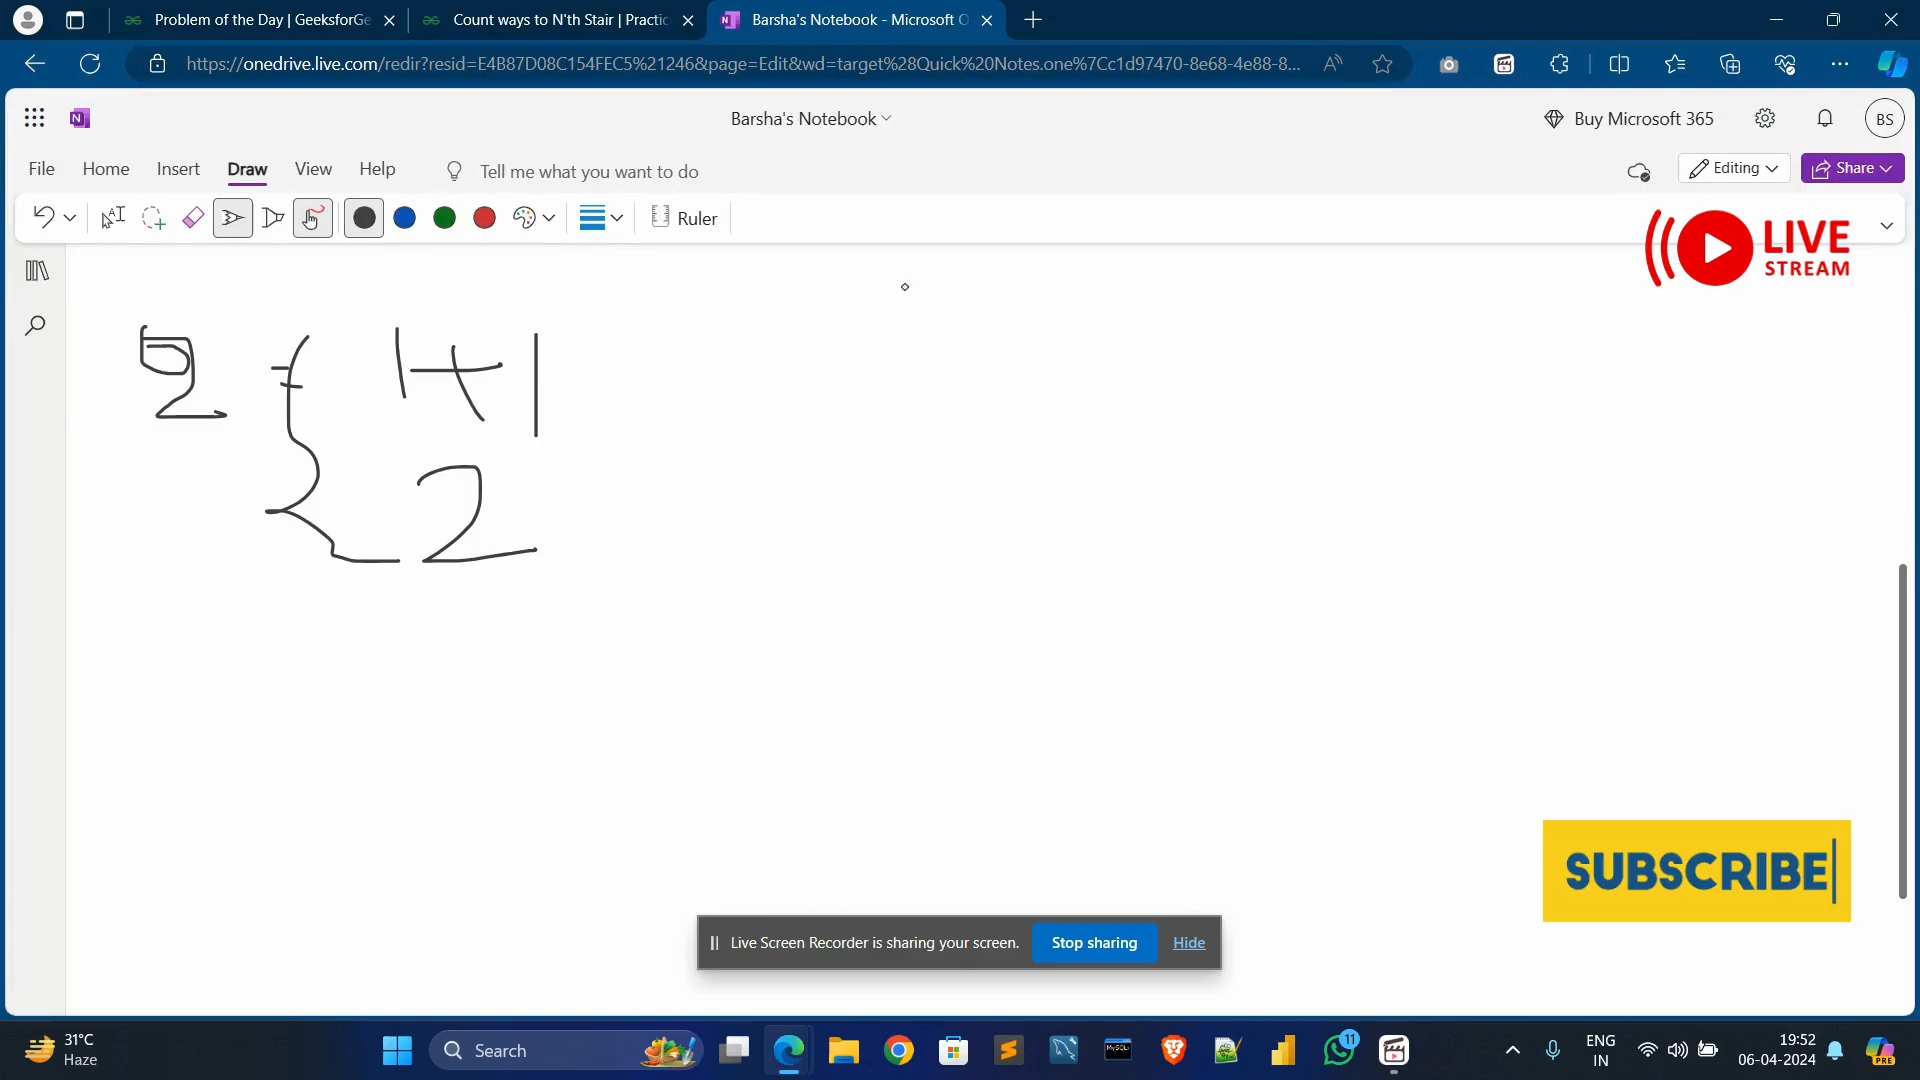 Problem of the Day | GeeksforGe
Count ways to N'th Stair | Practic
Barsha's Notebook - Microsoft O
https://onedrive.live.com/redir?resid=E4B87D08C154FEC5%21246&page=Edit&wd=target%28Quick%20Notes.one%7Cc1d97470-8e68-4e88-8...
N
Barsha's Notebook
Buy Microsoft 365
BS
File Home Insert Draw View Help
Tell me what you want to do
Editing
Share
Ruler
LIVE
STREAM
2 1+1
2
SUBSCRIBE
Live Screen Recorder is sharing your screen. Stop sharing Hide
31°C
Haze
Search
MySQL
11
ENG
IN
19:52
06-04-2024
PRE